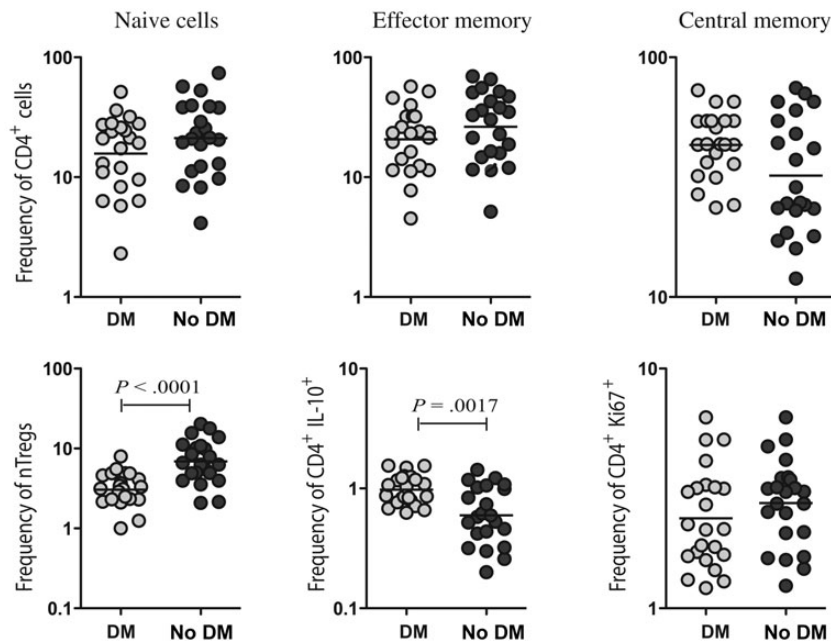 Naive cells
Effector memory
Central memory
Frequency of CD4⁺ cells
100
10
1
DM
No DM
100
10
1
DM
No DM
100
10
DM
No DM
Frequency of nTregs
100
10
1
0.1
P < .0001
DM
No DM
Frequency of CD4⁺ IL-10⁺
10
1
0.1
P = .0017
DM
No DM
Frequency of CD4⁺ Ki67⁺
10
1
DM
No DM